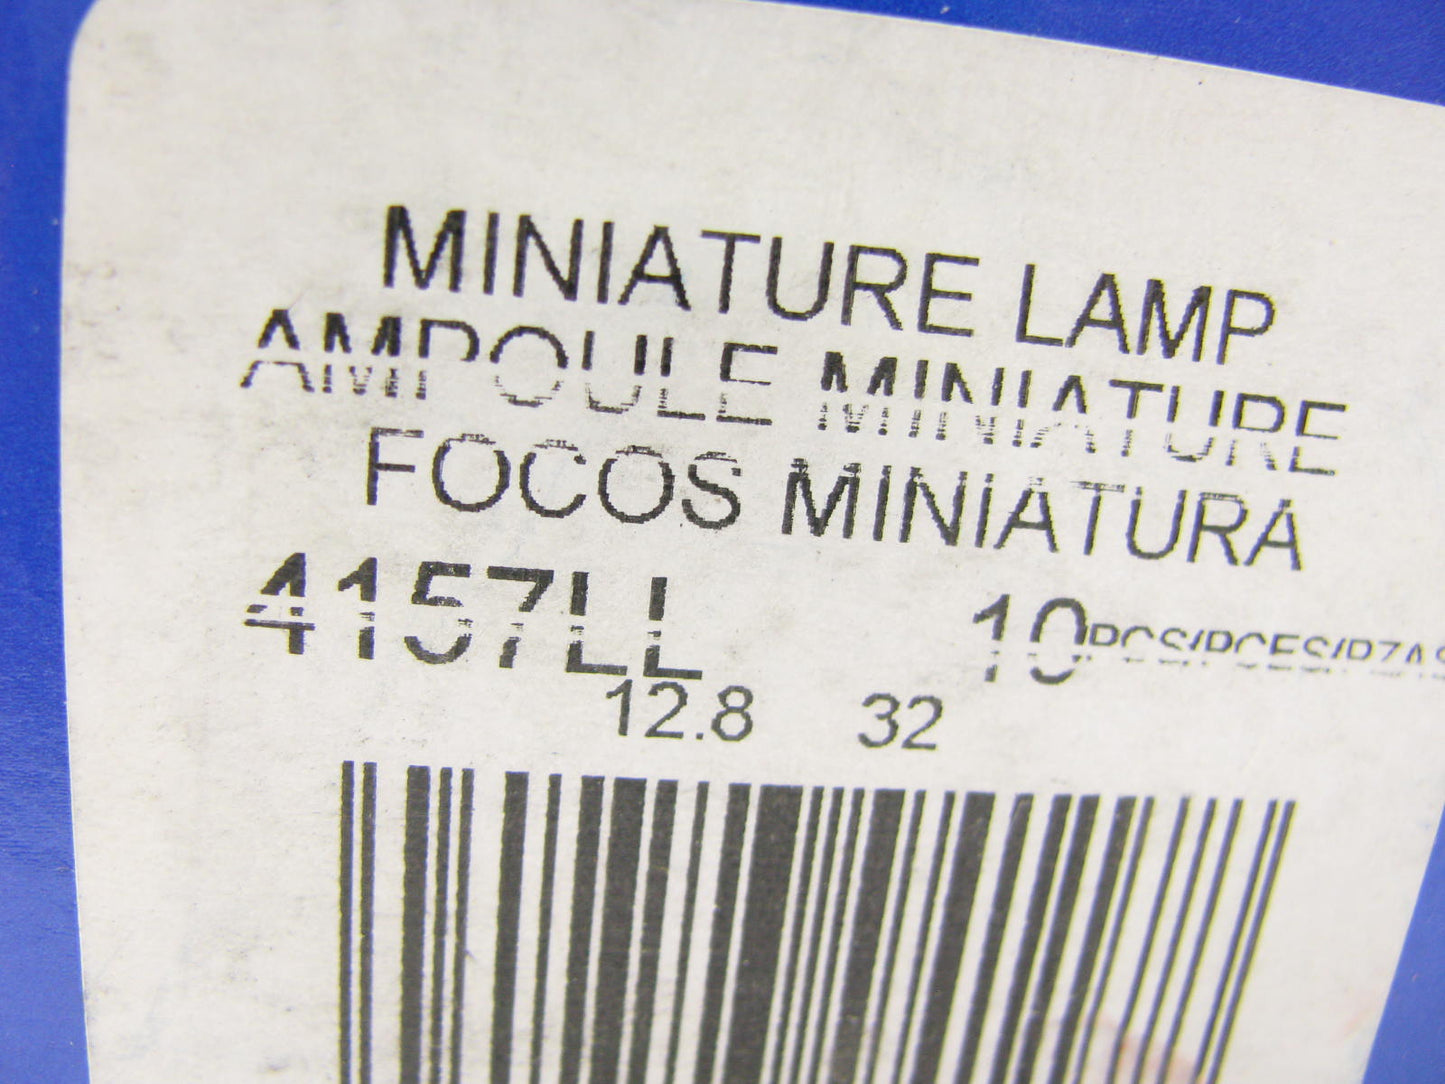 MINIATURE LAMP
AMPOULE MINIATURE
FOCOS MINIATURA
4157LL 10PCS/PCES/PZAS
12.8 32